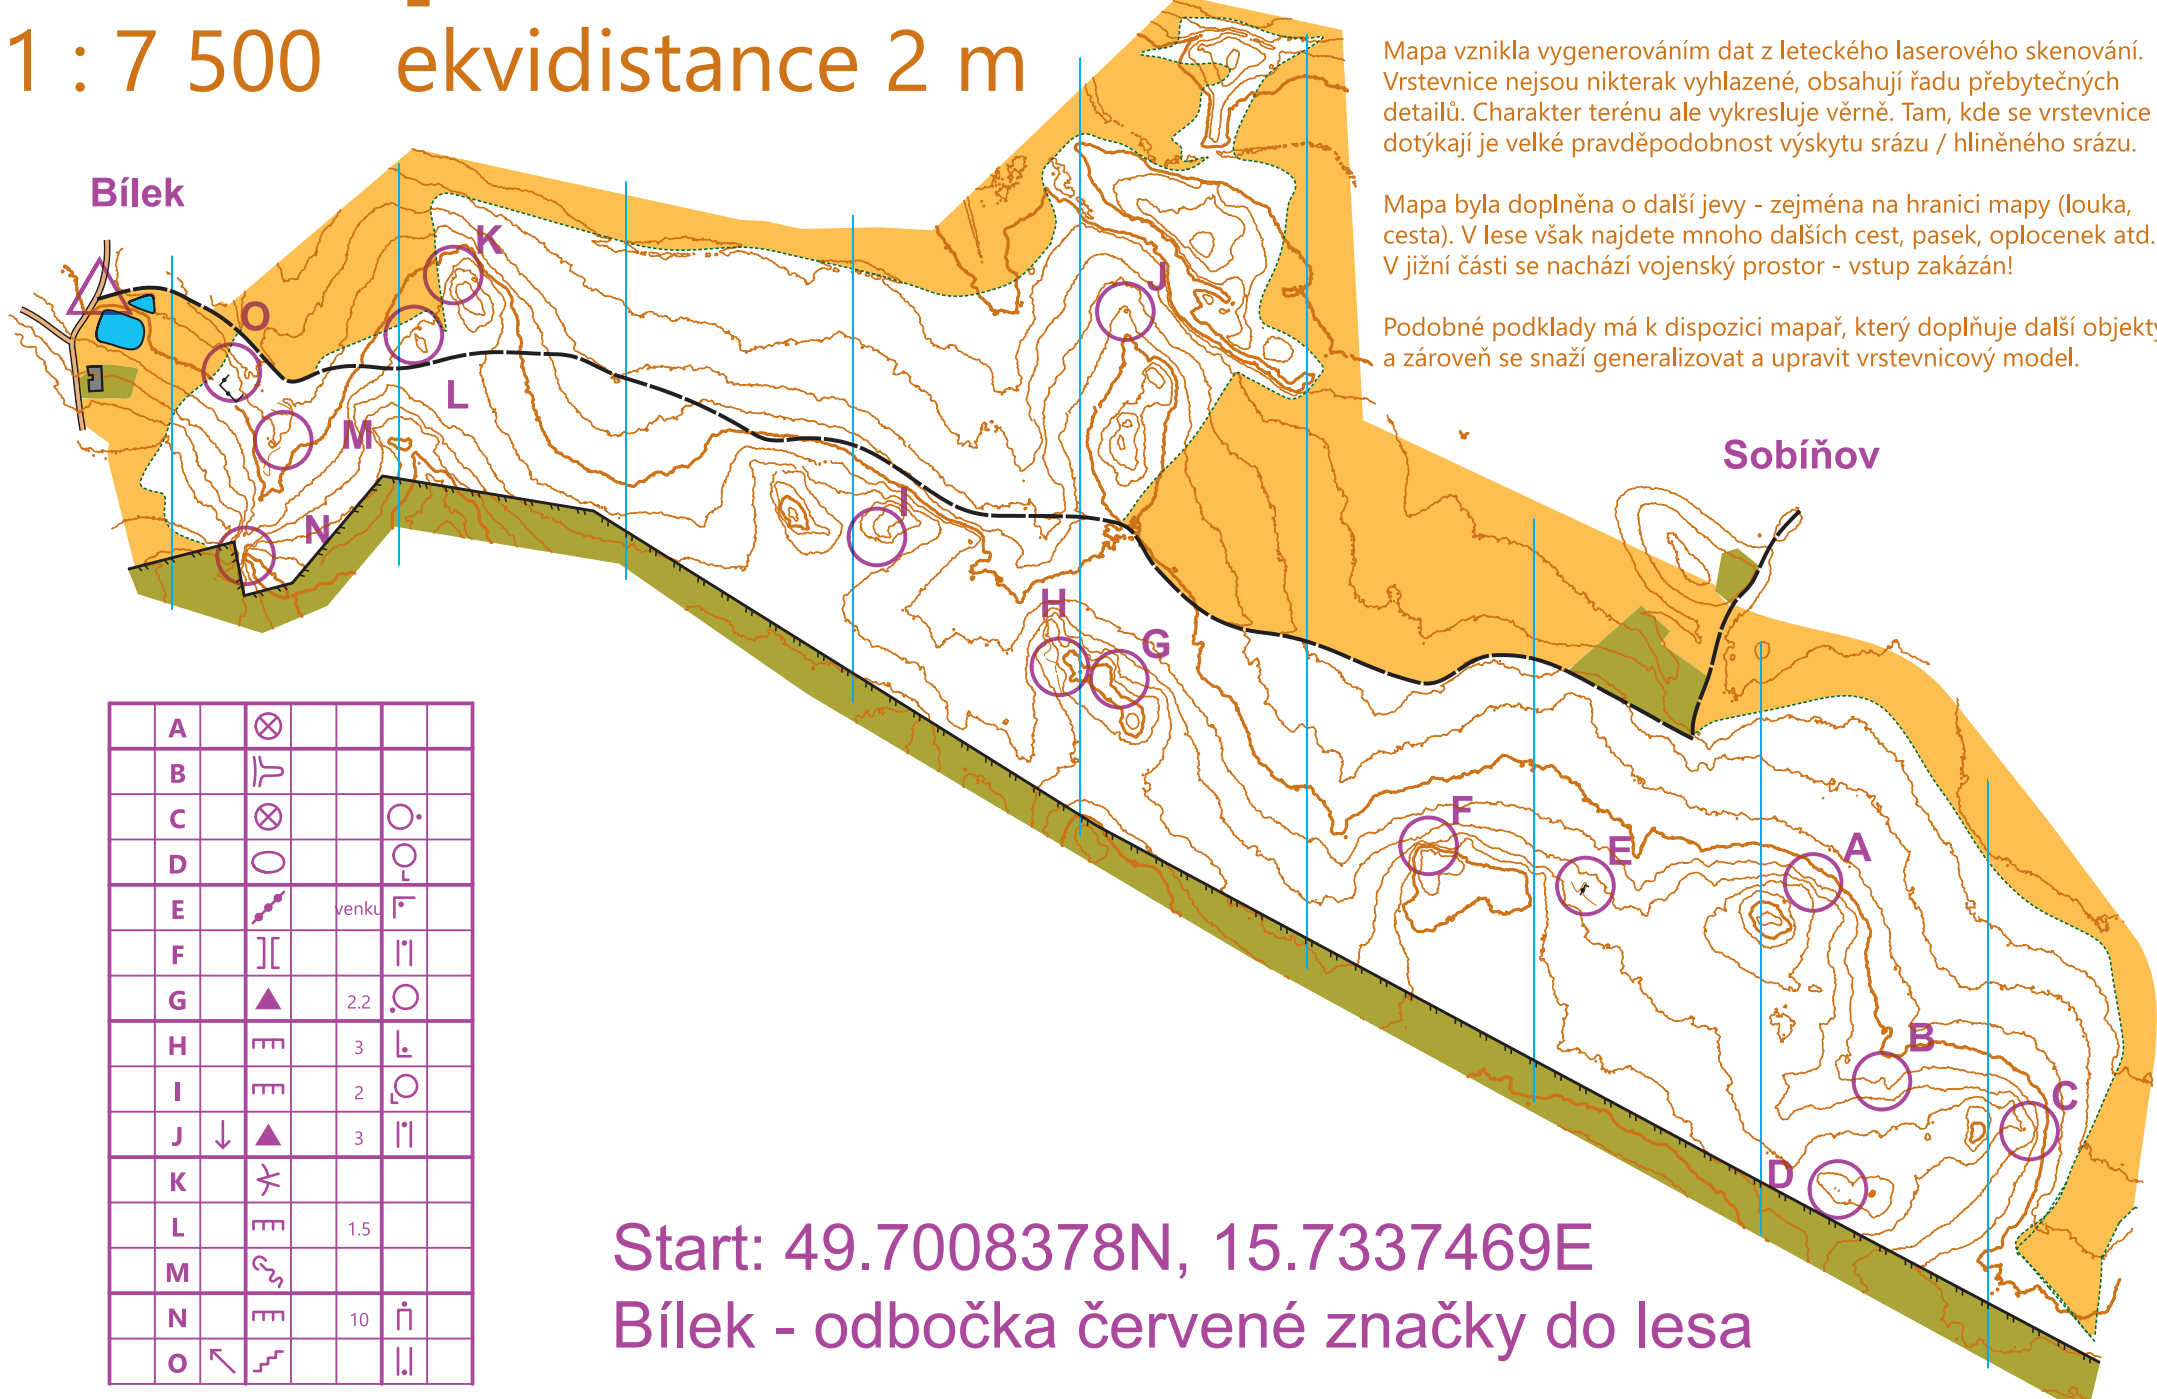 1 : 7 500 ekvidistance 2 m
Mapa vznikla vygenerováním dat z leteckého laserového skenování.
Vrstevnice nejsou nikterak vyhlazené, obsahují řadu přebytečných
detailů. Charakter terénu ale vykresluje věrně. Tam, kde se vrstevnice
dotýkají je velké pravděpodobnost výskytu srázu / hliněného srázu.
Mapa byla doplněna o další jevy - zejména na hranici mapy (louka,
cesta). V lese však najdete mnoho dalších cest, pasek, oplocenek atd.
V jižní části se nachází vojenský prostor - vstup zakázán!
Podobné podklady má k dispozici mapař, který doplňuje další objekty
a zároveň se snaží generalizovat a upravit vrstevnicový model.
Bílek
Sobíňov
K
J
O
L
M
I
N
H
G
F
E
A
B
C
D
A
B
C
D
E venku
F
G 2.2
H 3
I 2
J 3
K
L 1.5
M
N 10
O
Start: 49.7008378N, 15.7337469E
Bílek - odbočka červené značky do lesa